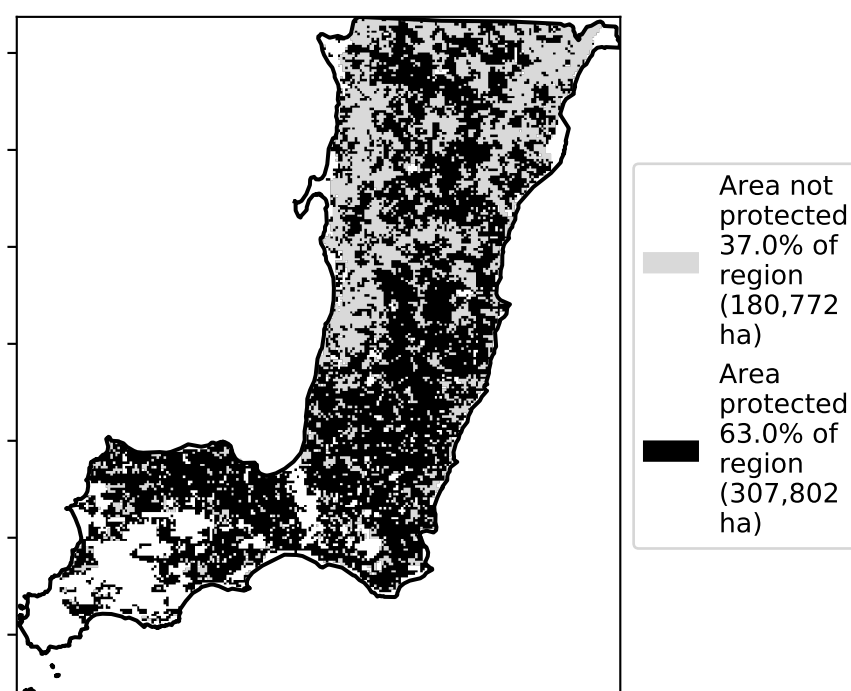 Area not
protected
37.0% of
region
(180,772
ha)
Area
protected
63.0% of
region
(307,802
ha)